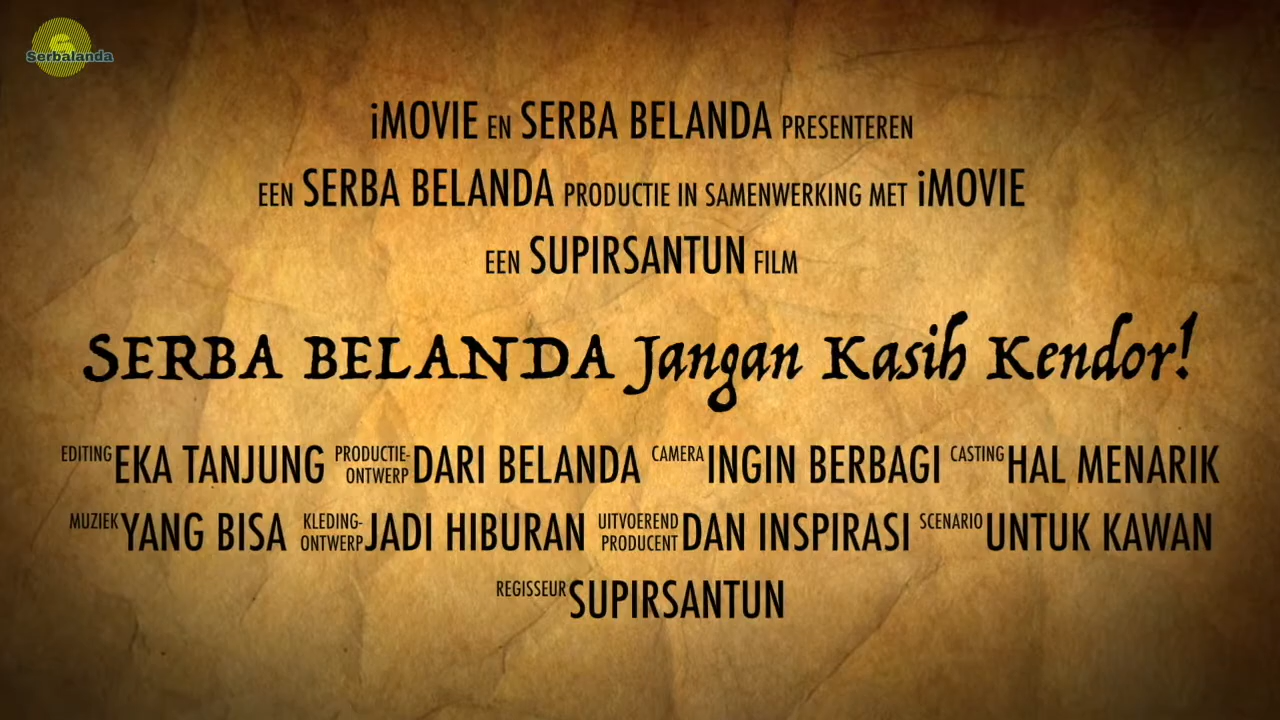 Serbalanda
iMOVIE EN SERBA BELANDA PRESENTEREN
EEN SERBA BELANDA PRODUCTIE IN SAMENWERKING MET iMOVIE
EEN SUPIRSANTUN FILM
SERBA BELANDA Jangan Kasih Kendor!
EDITING EKA TANJUNG PRODUCTIE-ONTWERP DARI BELANDA CAMERA INGIN BERBAGI CASTING HAL MENARIK
MUZIEK YANG BISA KLEDING-ONTWERP JADI HIBURAN UITVOEREND PRODUCENT DAN INSPIRASI SCENARIO UNTUK KAWAN
REGISSEUR SUPIRSANTUN